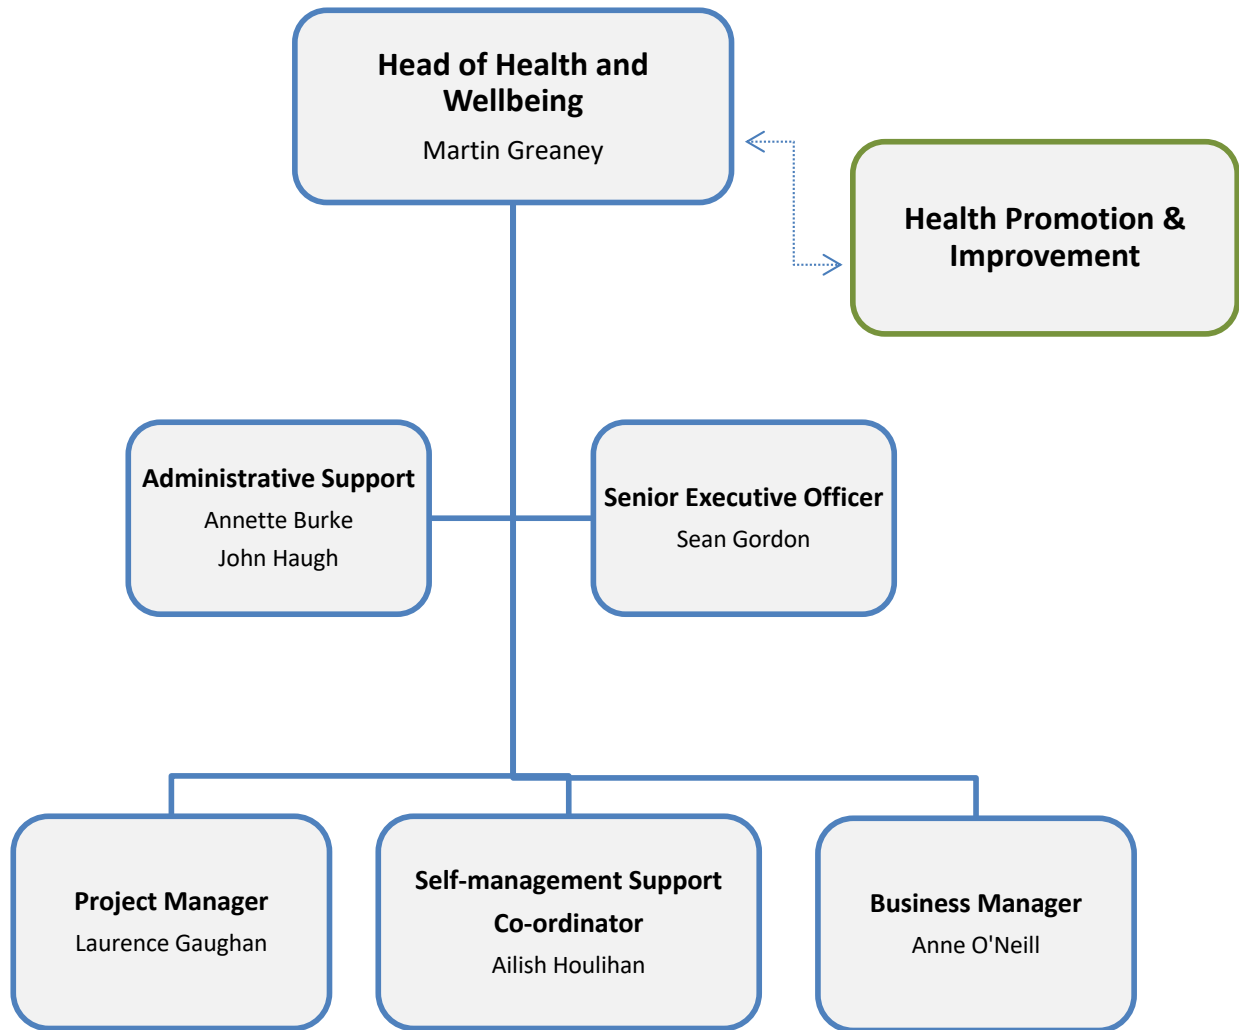 Head of Health and
Wellbeing
Martin Greaney
Health Promotion &
Improvement
Administrative Support
Annette Burke
John Haugh
Senior Executive Officer
Sean Gordon
Project Manager
Laurence Gaughan
Self-management Support
Co-ordinator
Ailish Houlihan
Business Manager
Anne O'Neill